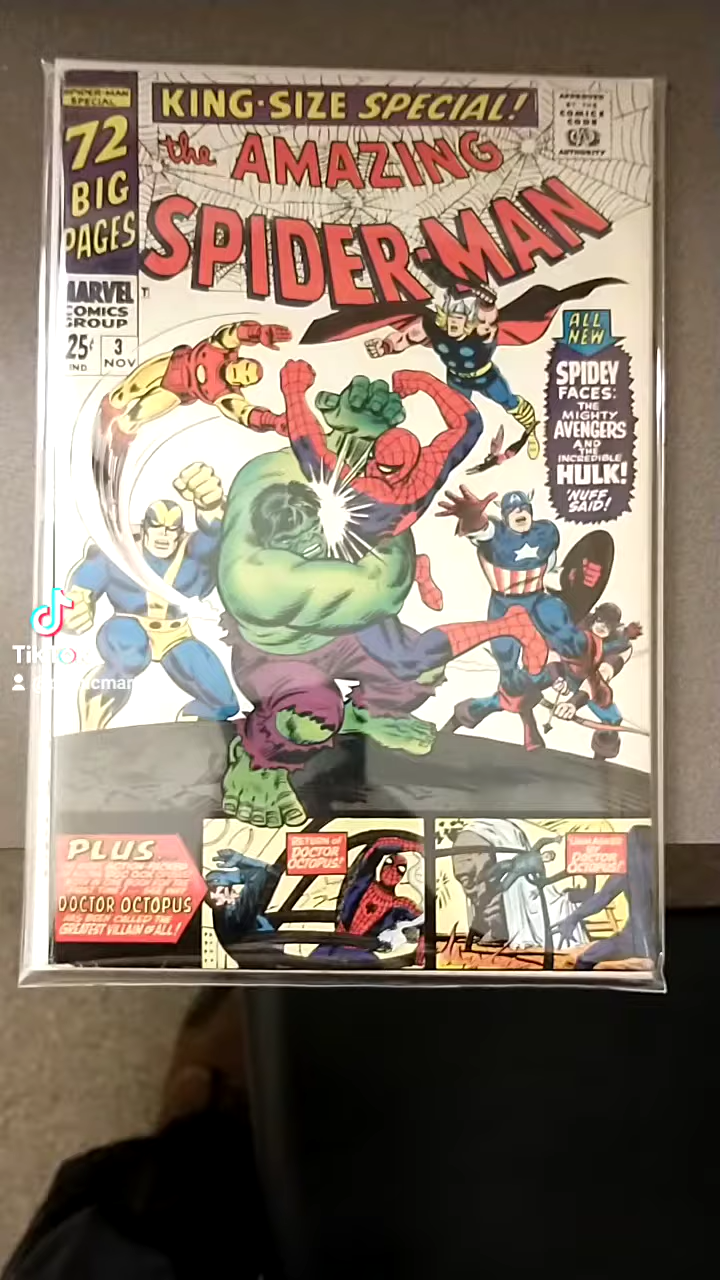 SPIDER-MAN
SPECIAL
72
BIG
PAGES
MARVEL
COMICS
GROUP
25¢
IND
3
NOV
KING-SIZE SPECIAL!
the AMAZING
SPIDER-MAN
APPROVED
BY THE
COMICS
CODE
AUTHORITY
ALL
NEW
SPIDEY
FACES:
THE
MIGHTY
AVENGERS
AND
THE
INCREDIBLE
HULK!
'NUFF
SAID!
TikTok
PLUS
DOCTOR OCTOPUS
HAS BEEN CALLED THE
GREATEST VILLAIN OF ALL!
RETURN OF
DOCTOR
OCTOPUS!
DOCTOR
OCTOPUS!